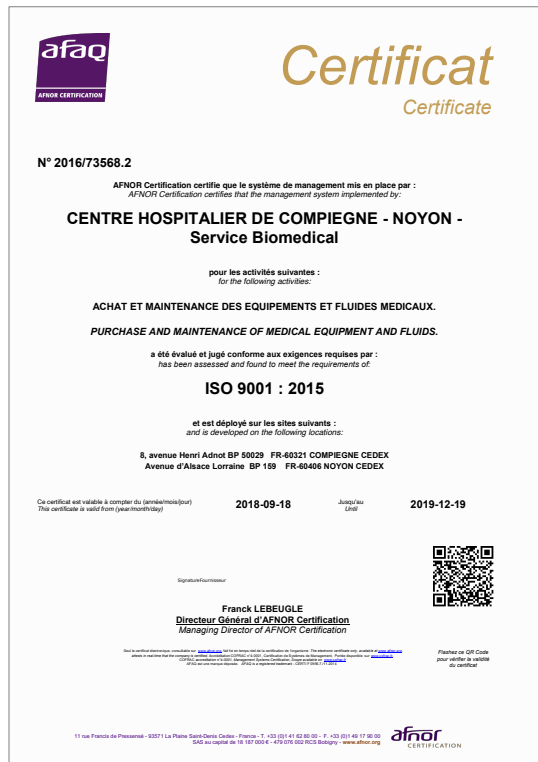 afaq
AFNOR CERTIFICATION
Certificat
Certificate
N° 2016/73568.2
AFNOR Certification certifie que le système de management mis en place par :
AFNOR Certification certifies that the management system implemented by:
CENTRE HOSPITALIER DE COMPIEGNE - NOYON -
Service Biomedical
pour les activités suivantes :
for the following activities:
ACHAT ET MAINTENANCE DES EQUIPEMENTS ET FLUIDES MEDICAUX.
PURCHASE AND MAINTENANCE OF MEDICAL EQUIPMENT AND FLUIDS.
a été évalué et jugé conforme aux exigences requises par :
has been assessed and found to meet the requirements of:
ISO 9001 : 2015
et est déployé sur les sites suivants :
and is developed on the following locations:
8, avenue Henri Adnot BP 50029 FR-60321 COMPIEGNE CEDEX
Avenue d'Alsace Lorraine BP 159 FR-60406 NOYON CEDEX
Ce certificat est valable à compter du (année/mois/jour)
This certificate is valid from (year/month/day)
2018-09-18
Jusqu'au
Until
2019-12-19
SignatureFournisseur
Franck LEBEUGLE
Directeur Général d'AFNOR Certification
Managing Director of AFNOR Certification
Flashez ce QR Code
pour vérifier la validité
du certificat
11 rue Francis de Pressensé - 93571 La Plaine Saint-Denis Cedex - France - T. +33 (0)1 41 62 80 00 - F. +33 (0)1 49 17 90 00
SAS au capital de 18 187 000 € - 479 076 002 RCS Bobigny - www.afnor.org
afnor
CERTIFICATION